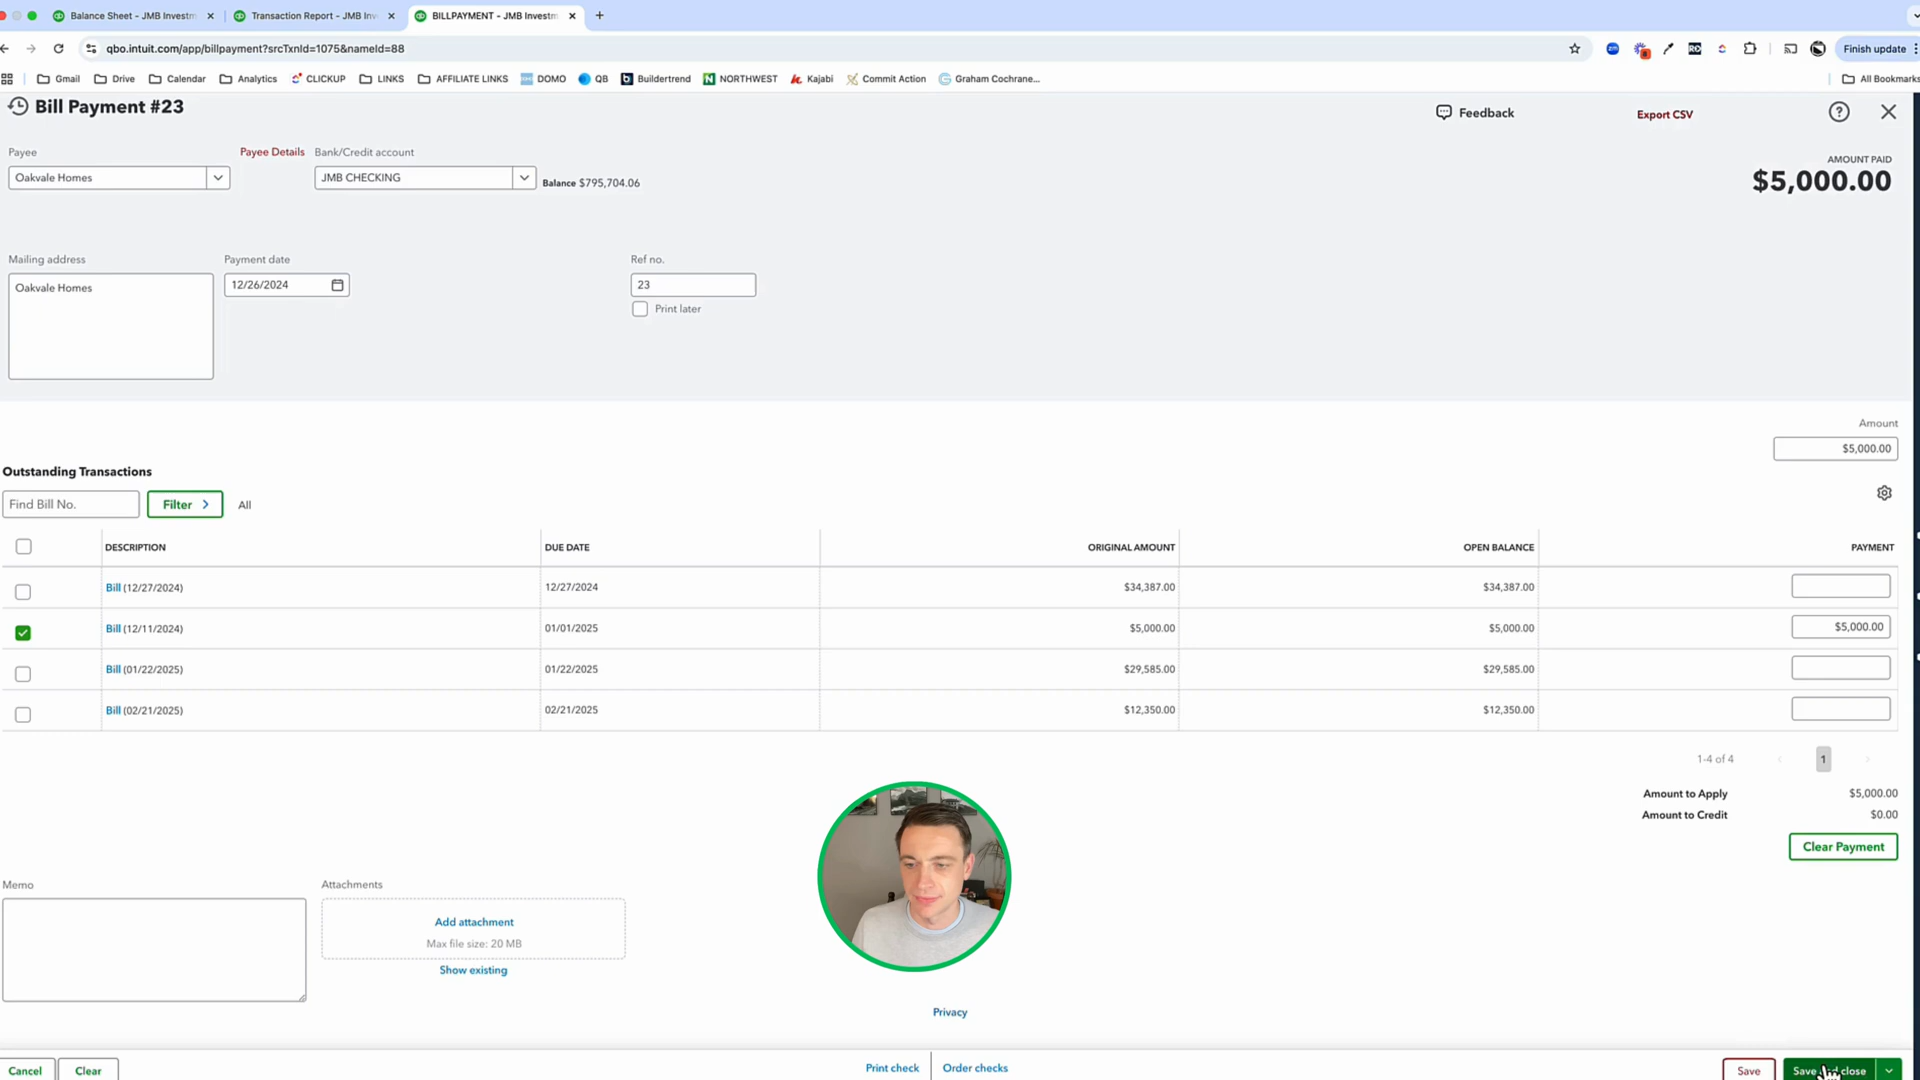 Balance Sheet - JMB Investm
Transaction Report - JMB Inv
BILLPAYMENT - JMB Investm
qbo.intuit.com/app/billpayment?srcTxnId=1075&nameId=88
Finish update
Gmail
Drive
Calendar
Analytics
CLICKUP
LINKS
AFFILIATE LINKS
DOMO
QB
Buildertrend
NORTHWEST
Kajabi
Commit Action
Graham Cochrane...
All Bookmarks
Bill Payment #23
Feedback
Export CSV
Payee
Payee Details
Bank/Credit account
AMOUNT PAID
Oakvale Homes
JMB CHECKING
Balance $795,704.06
$5,000.00
Mailing address
Payment date
Ref no.
Oakvale Homes
12/26/2024
23
Print later
Amount
$5,000.00
Outstanding Transactions
Find Bill No.
Filter
All
DESCRIPTION DUE DATE ORIGINAL AMOUNT OPEN BALANCE PAYMENT
Bill (12/27/2024) 12/27/2024 $34,387.00 $34,387.00
Bill (12/11/2024) 01/01/2025 $5,000.00 $5,000.00 $5,000.00
Bill (01/22/2025) 01/22/2025 $29,585.00 $29,585.00
Bill (02/21/2025) 02/21/2025 $12,350.00 $12,350.00
1-4 of 4
1
Amount to Apply $5,000.00
Amount to Credit $0.00
Clear Payment
Memo
Attachments
Add attachment
Max file size: 20 MB
Show existing
Privacy
Cancel
Clear
Print check
Order checks
Save
Save and close